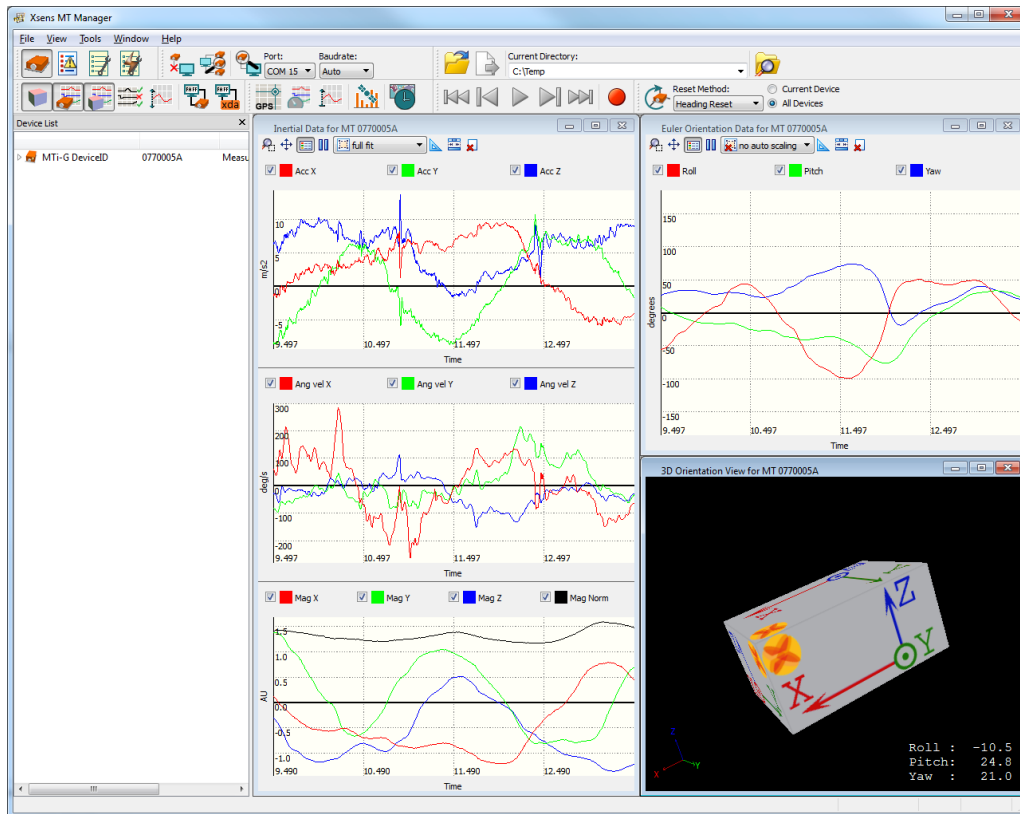 Xsens MT Manager
File View Tools Window Help
Port: Baudrate: Current Directory:
COM 15 Auto C:\Temp
PnPP PnPP xda GPS Reset Method: Current Device
Heading Reset All Devices
Device List
MTi-G DeviceID 0770005A Measu
Inertial Data for MT 0770005A
full fit
Acc X Acc Y Acc Z
10
5
0
-5
m/s2
9.497 10.497 11.497 12.497
Time
Ang vel X Ang vel Y Ang vel Z
300
200
100
0
-100
-200
deg/s
9.497 10.497 11.497 12.497
Time
Mag X Mag Y Mag Z Mag Norm
1.5
1.0
0.5
0.0
-0.5
-1.0
AU
9.490 10.490 11.490 12.490
Time
Euler Orientation Data for MT 0770005A
no auto scaling
Roll Pitch Yaw
150
100
50
0
-50
-100
-150
degrees
9.497 10.497 11.497 12.497
Time
3D Orientation View for MT 0770005A
Z
Y
X
Z
X Y
Roll : -10.5
Pitch: 24.8
Yaw : 21.0